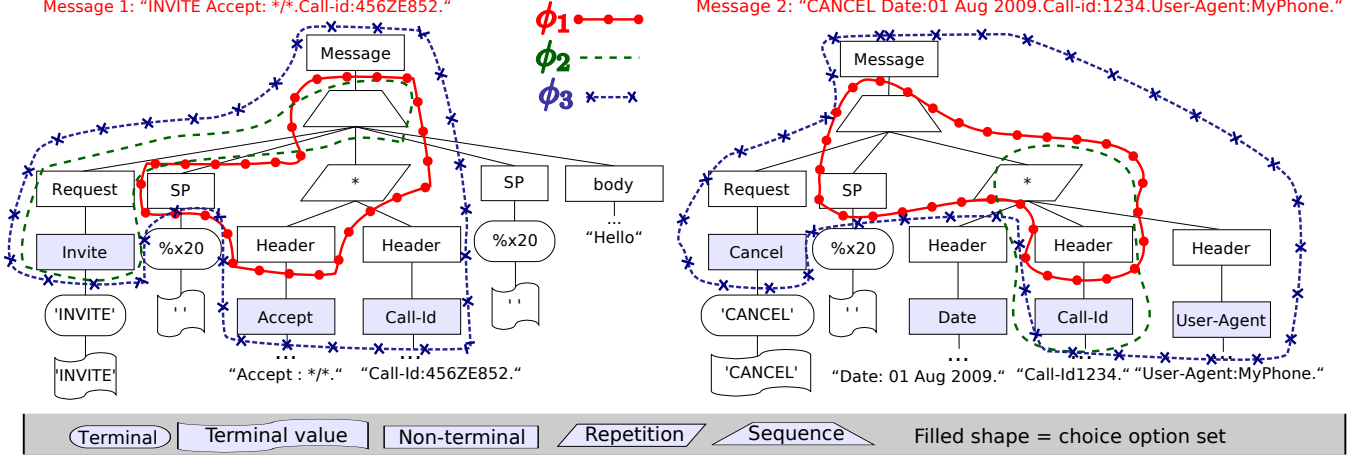 Message 1: “INVITE Accept: */*.Call-id:456ZE852.“
Message 2: “CANCEL Date:01 Aug 2009.Call-id:1234.User-Agent:MyPhone.“
ϕ1
ϕ2
ϕ3
Message
Request
SP
*
SP
body
Invite
%x20
Header
Header
%x20
...
“Hello“
'INVITE'
' '
Accept
Call-Id
' '
'INVITE'
...
...
“Accept : */*.“
“Call-Id:456ZE852.“
Message
Request
SP
*
Cancel
%x20
Header
Header
Header
'CANCEL'
' '
Date
Call-Id
User-Agent
'CANCEL'
...
...
...
“Date: 01 Aug 2009.“
“Call-Id1234.“
“User-Agent:MyPhone.“
Terminal
Terminal value
Non-terminal
Repetition
Sequence
Filled shape = choice option set